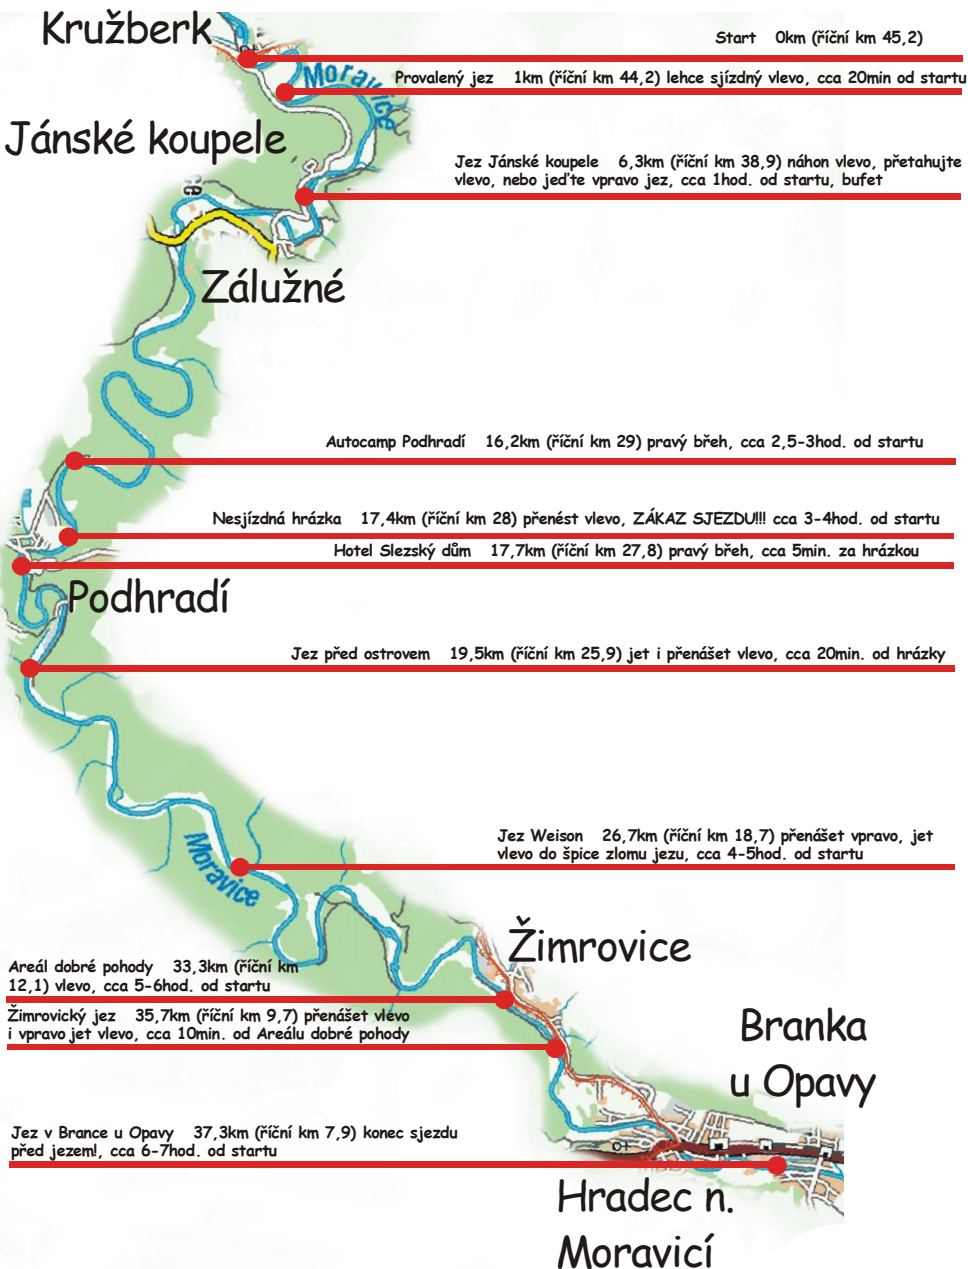 Kružberk
Start 0km (říční km 45,2)
Moravice
Provalený jez 1km (říční km 44,2) lehce sjízdný vlevo, cca 20min od startu
Jánské koupele
Jez Jánské koupele 6,3km (říční km 38,9) náhon vlevo, přetahujte
vlevo, nebo jeďte vpravo jez, cca 1hod. od startu, bufet
Zálužné
Autocamp Podhradí 16,2km (říční km 29) pravý břeh, cca 2,5-3hod. od startu
Nesjízdná hrázka 17,4km (říční km 28) přenést vlevo, ZÁKAZ SJEZDU!!! cca 3-4hod. od startu
Hotel Slezský dům 17,7km (říční km 27,8) pravý břeh, cca 5min. za hrázkou
Podhradí
Jez před ostrovem 19,5km (říční km 25,9) jet i přenášet vlevo, cca 20min. od hrázky
Jez Weison 26,7km (říční km 18,7) přenášet vpravo, jet
vlevo do špice zlomu jezu, cca 4-5hod. od startu
Moravice
Žimrovice
Areál dobré pohody 33,3km (říční km
12,1) vlevo, cca 5-6hod. od startu
Žimrovický jez 35,7km (říční km 9,7) přenášet vlevo
i vpravo jet vlevo, cca 10min. od Areálu dobré pohody
Branka
u Opavy
Jez v Brance u Opavy 37,3km (říční km 7,9) konec sjezdu
před jezem!, cca 6-7hod. od startu
Hradec n.
Moravicí